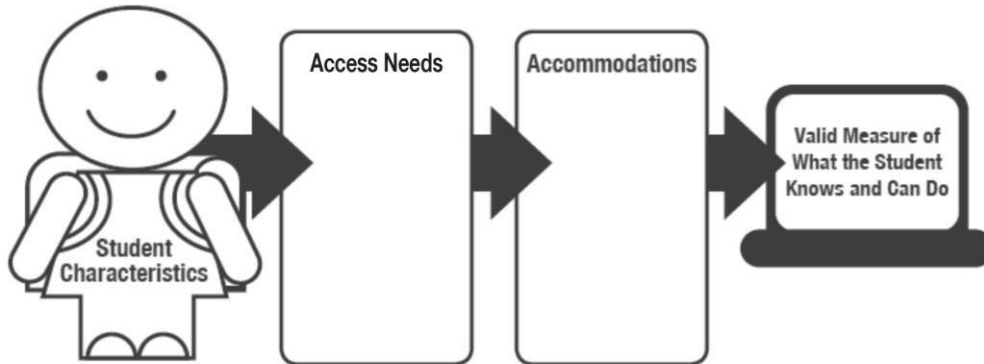 Student
Characteristics
Access Needs
Accommodations
Valid Measure of
What the Student
Knows and Can Do